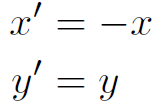 x′ = −x
y′ = y